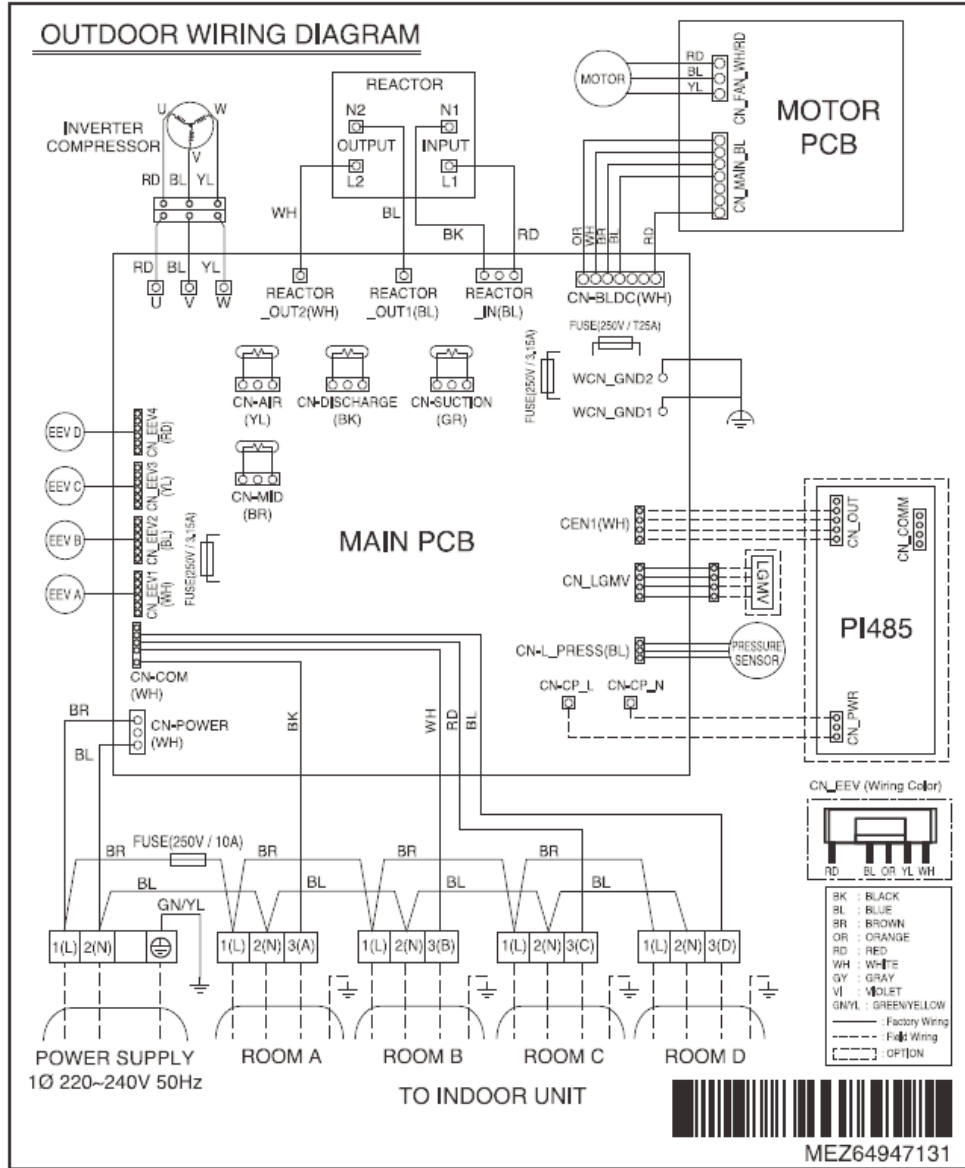 OUTDOOR WIRING DIAGRAM
REACTOR
N2 N1
OUTPUT INPUT
L2 L1
INVERTER
COMPRESSOR
U W
V
RD BL YL
WH
BL
BK
RD
MOTOR
RD
BL
YL
CN_FAN_WH/RD
CN_MAIN_BL
MOTOR
PCB
OR
WH
BR
BL
RD
RD BL YL
U V W
REACTOR
_OUT2(WH)
REACTOR
_OUT1(BL)
REACTOR
_IN(BL)
CN-BLDC(WH)
FUSE(250V / T25A)
FUSE(250V / 3.15A)
WCN_GND2
WCN_GND1
CN-AIR
(YL)
CN-DISCHARGE
(BK)
CN-SUCTION
(GR)
CN-MID
(BR)
EEV D
CN_EEV4
(RD)
EEV C
CN_EEV3
(YL)
EEV B
CN_EEV2
(BL)
EEV A
CN_EEV1
(WH)
FUSE(250V / 3.15A)
MAIN PCB
CEN1(WH)
CN_LGMV
LGMV
CN-L_PRESS(BL)
PRESSURE
SENSOR
CN-CP_L CN-CP_N
CN_OUT
CN_COMM
PI485
CN_PWR
CN-COM
(WH)
CN-POWER
(WH)
BR
BL
BK
WH
RD
BL
CN_EEV (Wiring Color)
RD BL OR YL WH
BK : BLACK
BL : BLUE
BR : BROWN
OR : ORANGE
RD : RED
WH : WHITE
GY : GRAY
VI : VIOLET
GN/YL : GREEN/YELLOW
: Factory Wiring
: Field Wiring
: OPTION
FUSE(250V / 10A)
BR BR BR BR
BL BL BL BL
GN/YL
1(L) 2(N)
1(L) 2(N) 3(A)
1(L) 2(N) 3(B)
1(L) 2(N) 3(C)
1(L) 2(N) 3(D)
POWER SUPPLY
1Ø 220~240V 50Hz
ROOM A ROOM B ROOM C ROOM D
TO INDOOR UNIT
MEZ64947131